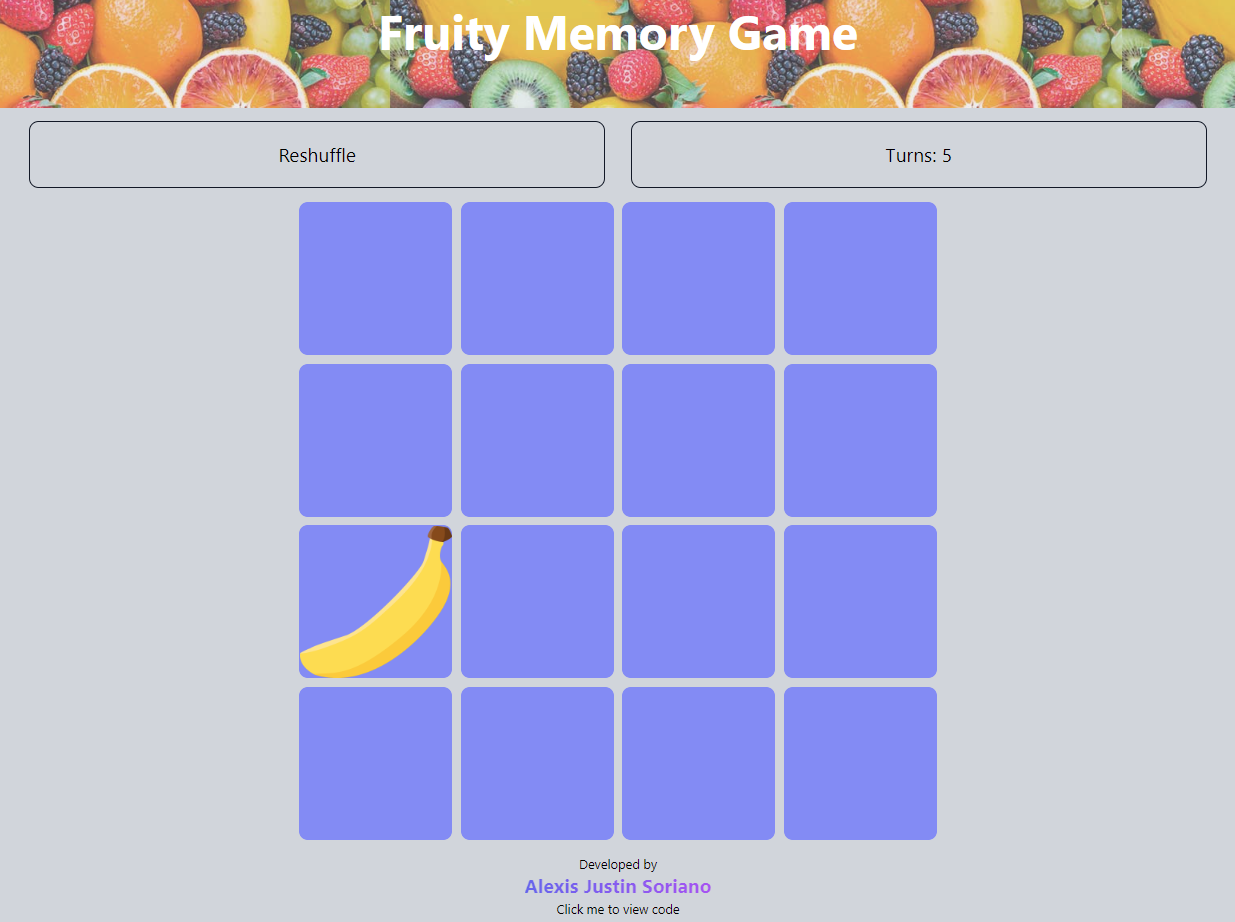 Fruity Memory Game
Reshuffle
Turns: 5
Developed by
Alexis Justin Soriano
Click me to view code